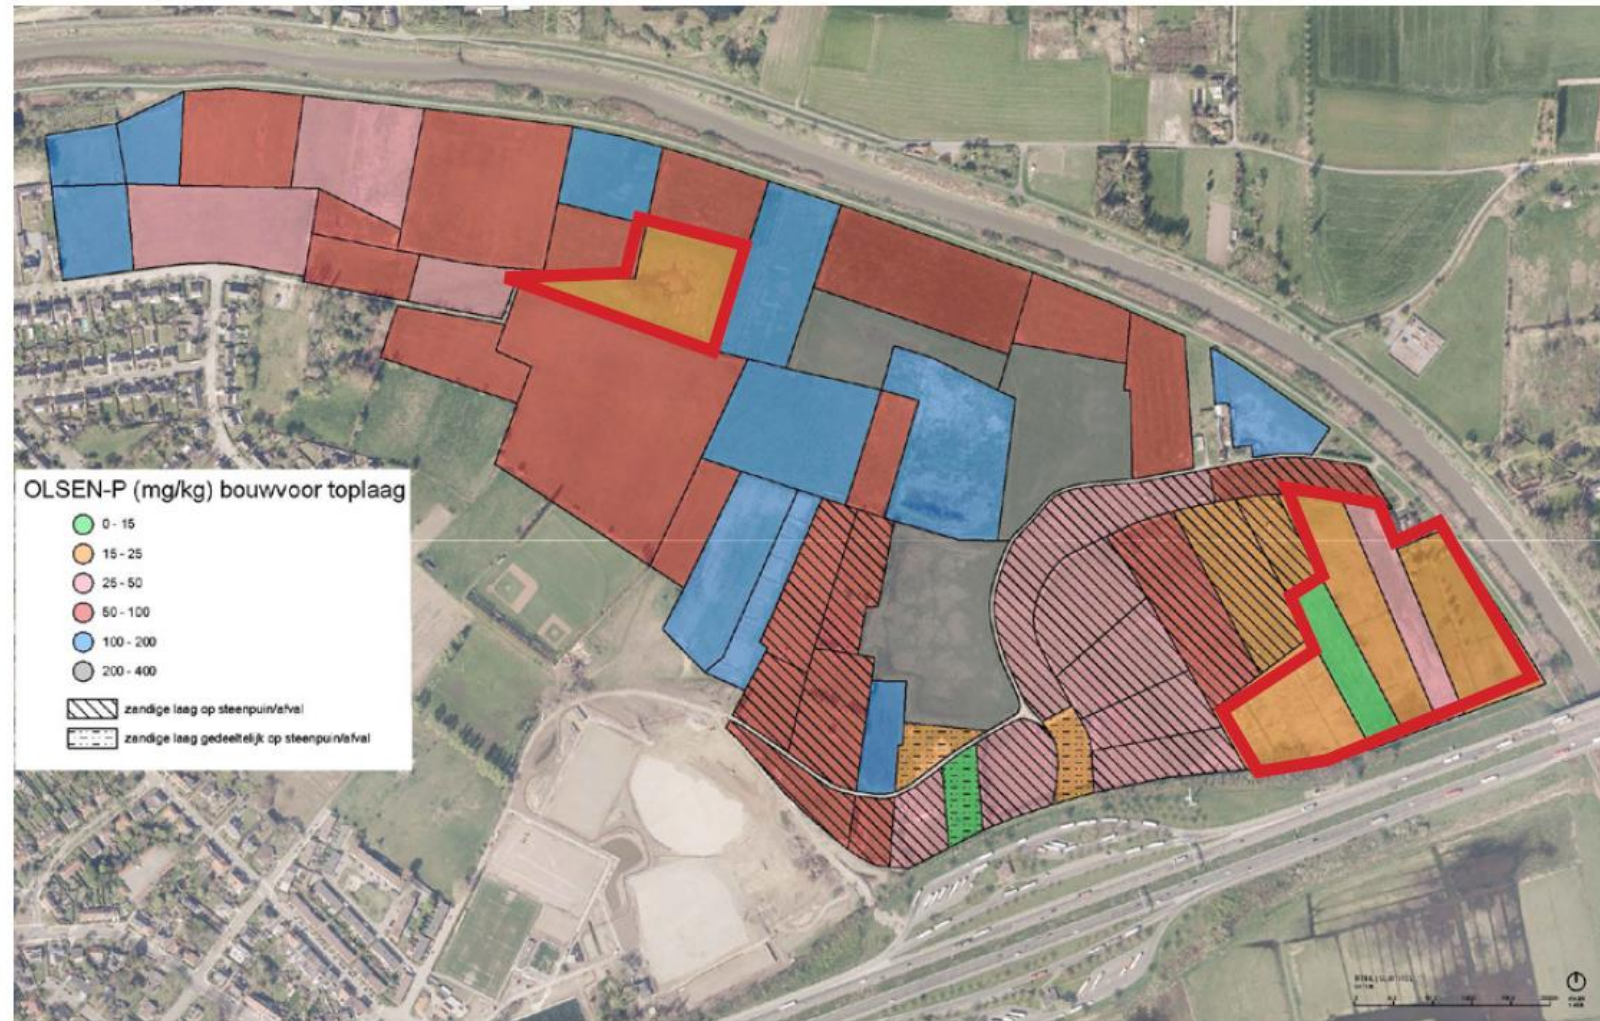 OLSEN-P (mg/kg) bouwvoor toplaag
0 - 15
15 - 25
25 - 50
50 - 100
100 - 200
200 - 400
zandige laag op steenpuin/afval
zandige laag gedeeltelijk op steenpuin/afval